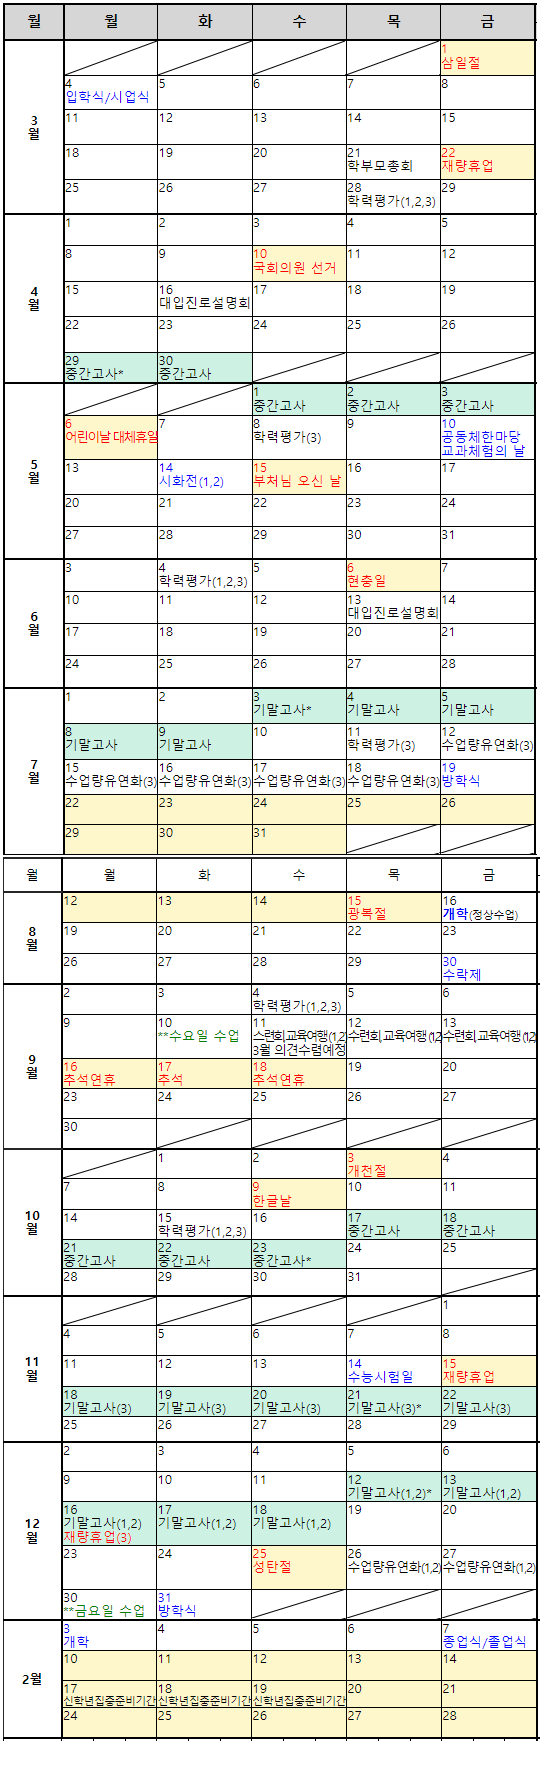 월 월 화 수 목 금
3월
1
삼일절
4 5 6 7 8
입학식/시업식
11 12 13 14 15
18 19 20 21 22
학부모총회 재량휴업
25 26 27 28 29
학력평가(1,2,3)
4월
1 2 3 4 5
8 9 10 11 12
국회의원 선거
15 16 17 18 19
대입진로설명회
22 23 24 25 26
29 30
중간고사* 중간고사
5월
1 2 3
중간고사 중간고사 중간고사
6 7 8 9 10
어린이날 대체휴일 학력평가(3) 공동체한마당
교과체험의 날
13 14 15 16 17
시화전(1,2) 부처님 오신 날
20 21 22 23 24
27 28 29 30 31
6월
3 4 5 6 7
학력평가(1,2,3) 현충일
10 11 12 13 14
대입진로설명회
17 18 19 20 21
24 25 26 27 28
7월
1 2 3 4 5
기말고사* 기말고사 기말고사
8 9 10 11 12
기말고사 기말고사 학력평가(3) 수업량유연화(3)
15 16 17 18 19
수업량유연화(3) 수업량유연화(3) 수업량유연화(3) 수업량유연화(3) 방학식
22 23 24 25 26
29 30 31
월 월 화 수 목 금
8월
12 13 14 15 16
광복절 개학(정상수업)
19 20 21 22 23
26 27 28 29 30
수락제
9월
2 3 4 5 6
학력평가(1,2,3)
9 10 11 12 13
**수요일 수업 수련회,교육여행(1,2) 수련회,교육여행(1,2) 수련회,교육여행(1,2)
3월 의견수렴예정
16 17 18 19 20
추석연휴 추석 추석연휴
23 24 25 26 27
30
10월
1 2 3 4
개천절
7 8 9 10 11
한글날
14 15 16 17 18
학력평가(1,2,3) 중간고사 중간고사
21 22 23 24 25
중간고사 중간고사 중간고사*
28 29 30 31
11월
1
4 5 6 7 8
11 12 13 14 15
수능시험일 재량휴업
18 19 20 21 22
기말고사(3) 기말고사(3) 기말고사(3) 기말고사(3)* 기말고사(3)
25 26 27 28 29
12월
2 3 4 5 6
9 10 11 12 13
기말고사(1,2)* 기말고사(1,2)
16 17 18 19 20
기말고사(1,2) 기말고사(1,2) 기말고사(1,2)
재량휴업(3)
23 24 25 26 27
성탄절 수업량유연화(1,2) 수업량유연화(1,2)
30 31
**금요일 수업 방학식
2월
3 4 5 6 7
개학 종업식/졸업식
10 11 12 13 14
17 18 19 20 21
신학년집중준비기간 신학년집중준비기간 신학년집중준비기간
24 25 26 27 28